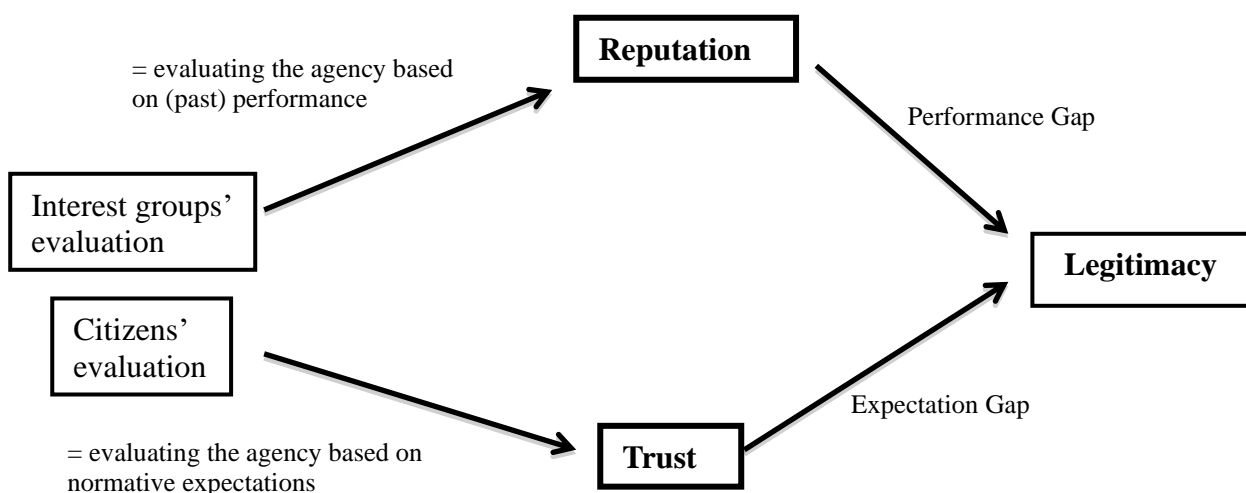 Reputation
= evaluating the agency based
on (past) performance
Performance Gap
Interest groups’
evaluation
Legitimacy
Citizens’
evaluation
Expectation Gap
= evaluating the agency based on
normative expectations
Trust